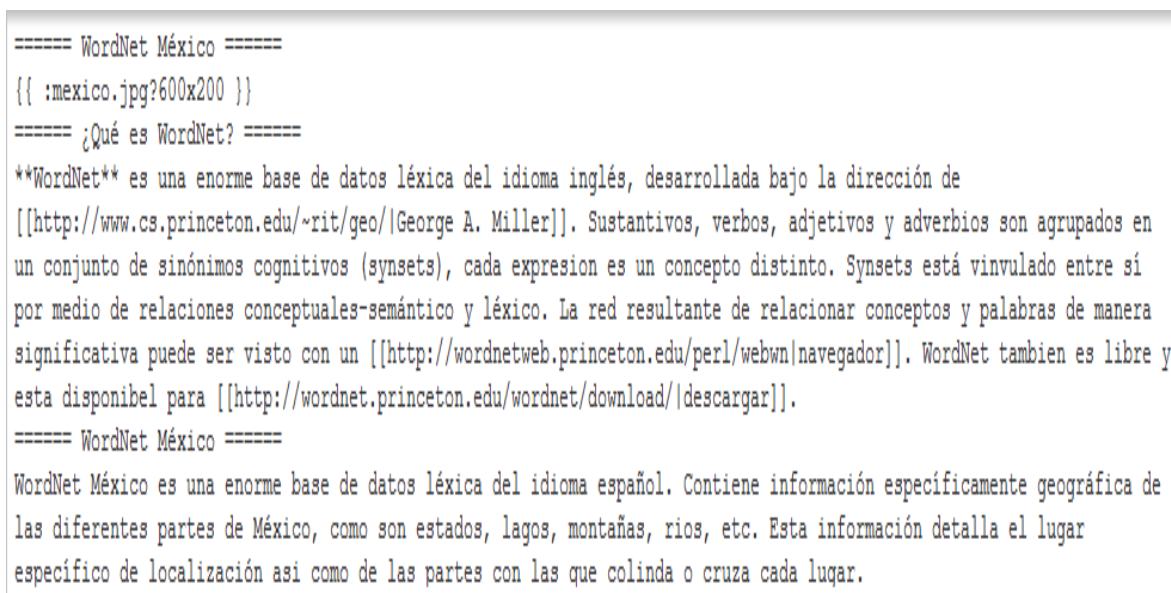 ====== WordNet México ======
{{ :mexico.jpg?600x200 }}
====== ¿Qué es WordNet? ======
**WordNet** es una enorme base de datos léxica del idioma inglés, desarrollada bajo la dirección de
[[http://www.cs.princeton.edu/~rit/geo/|George A. Miller]]. Sustantivos, verbos, adjetivos y adverbios son agrupados en
un conjunto de sinónimos cognitivos (synsets), cada expresion es un concepto distinto. Synsets está vinvulado entre sí
por medio de relaciones conceptuales-semántico y léxico. La red resultante de relacionar conceptos y palabras de manera
significativa puede ser visto con un [[http://wordnetweb.princeton.edu/perl/webwn|navegador]]. WordNet tambien es libre y
esta disponibel para [[http://wordnet.princeton.edu/wordnet/download/|descargar]].
====== WordNet México ======
WordNet México es una enorme base de datos léxica del idioma español. Contiene información específicamente geográfica de
las diferentes partes de México, como son estados, lagos, montañas, rios, etc. Esta información detalla el lugar
específico de localización asi como de las partes con las que colinda o cruza cada lugar.